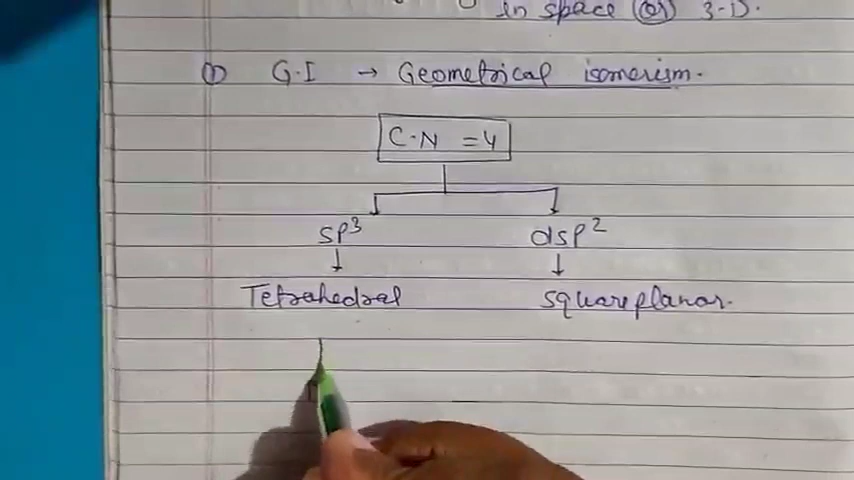 in space (or) 3-D.
(1) G.I → Geometrical isomerism.
C.N = 4
sp³ dsp²
Tetrahedral squareplanar.